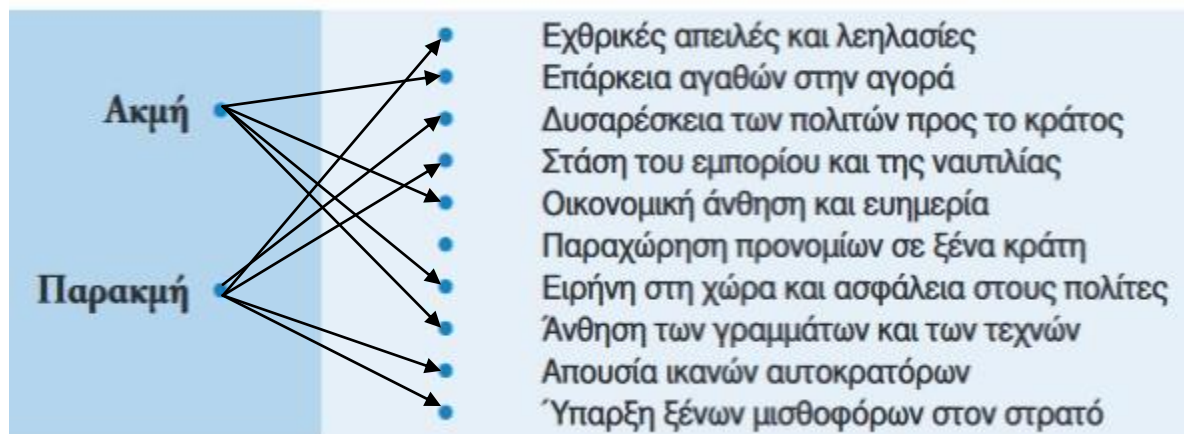 Ακμή
Παρακμή
Εχθρικές απειλές και λεηλασίες
Επάρκεια αγαθών στην αγορά
Δυσαρέσκεια των πολιτών προς το κράτος
Στάση του εμπορίου και της ναυτιλίας
Οικονομική άνθηση και ευημερία
Παραχώρηση προνομίων σε ξένα κράτη
Ειρήνη στη χώρα και ασφάλεια στους πολίτες
Άνθηση των γραμμάτων και των τεχνών
Απουσία ικανών αυτοκρατόρων
Ύπαρξη ξένων μισθοφόρων στον στρατό